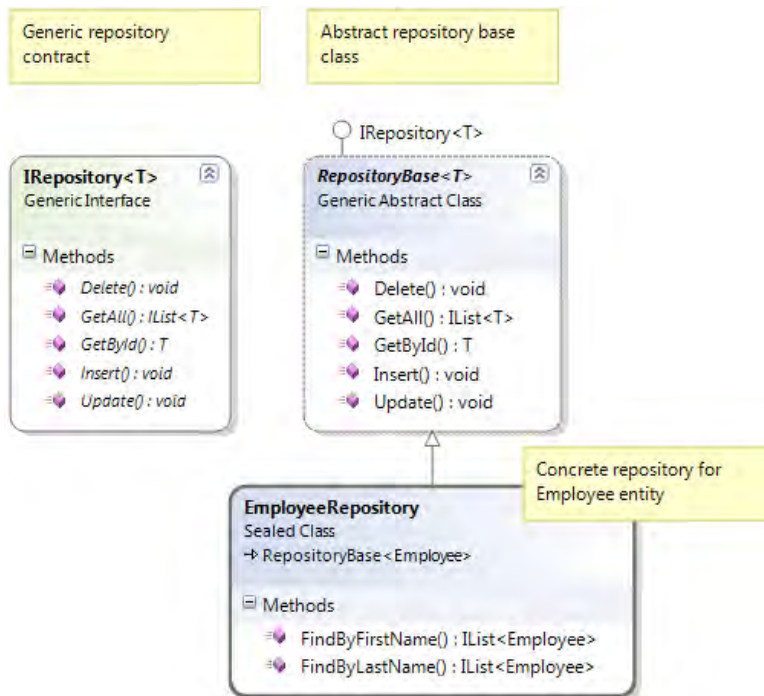 Generic repository
contract
Abstract repository base
class
IRepository<T>
IRepository<T>
Generic Interface
Methods
Delete() : void
GetAll() : IList<T>
GetById() : T
Insert() : void
Update() : void
RepositoryBase<T>
Generic Abstract Class
Methods
Delete() : void
GetAll() : IList<T>
GetById() : T
Insert() : void
Update() : void
Concrete repository for
Employee entity
EmployeeRepository
Sealed Class
RepositoryBase<Employee>
Methods
FindByFirstName() : IList<Employee>
FindByLastName() : IList<Employee>